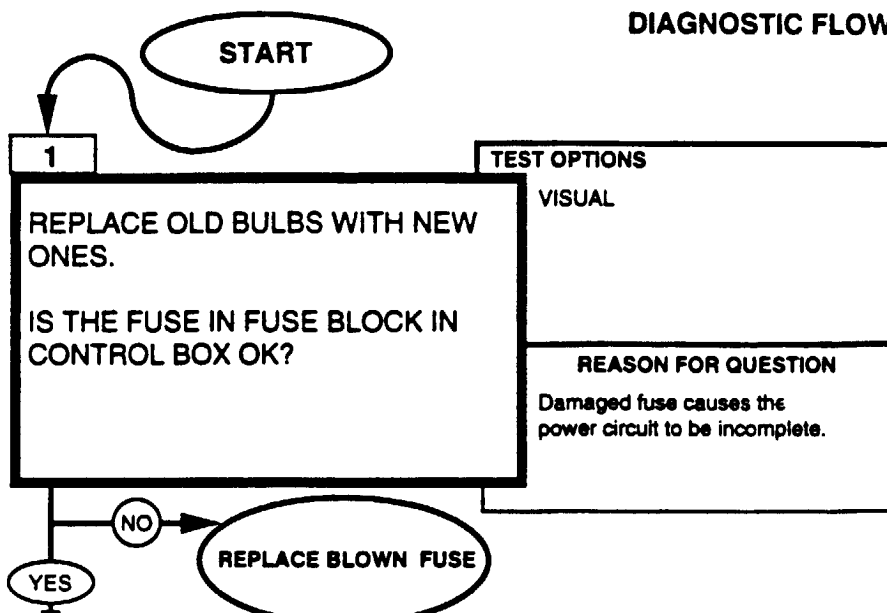 DIAGNOSTIC FLOW
START
1
REPLACE OLD BULBS WITH NEW
ONES.
IS THE FUSE IN FUSE BLOCK IN
CONTROL BOX OK?
TEST OPTIONS
VISUAL
REASON FOR QUESTION
Damaged fuse causes the
power circuit to be incomplete.
NO
REPLACE BLOWN FUSE
YES